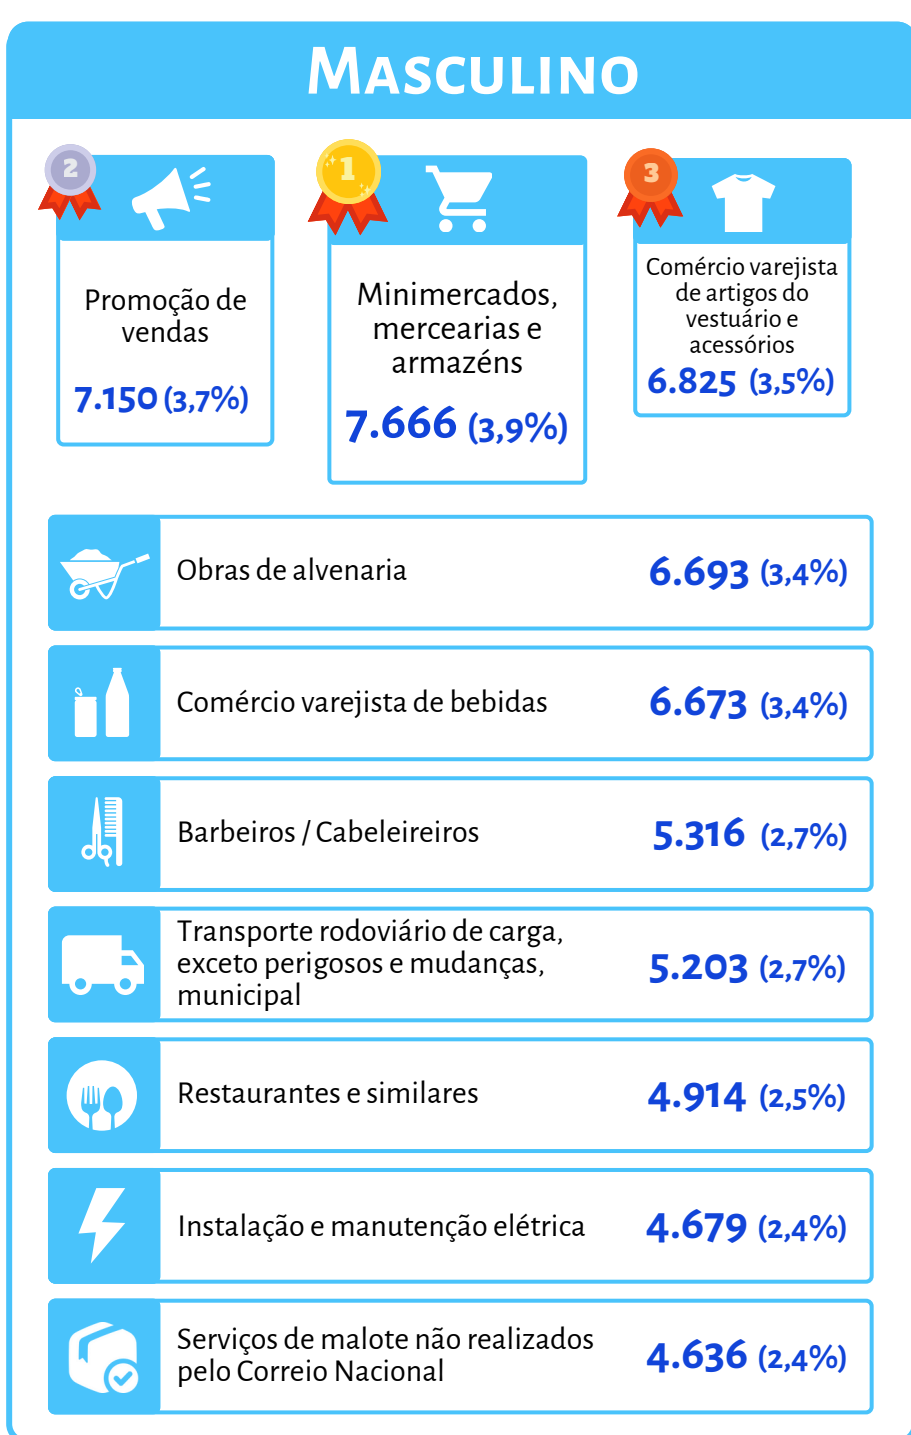 MASCULINO
2
Promoção de
vendas
7.150 (3,7%)
1
Minimercados,
mercearias e
armazéns
7.666 (3,9%)
3
Comércio varejista
de artigos do
vestuário e
acessórios
6.825 (3,5%)
Obras de alvenaria
6.693 (3,4%)
Comércio varejista de bebidas
6.673 (3,4%)
Barbeiros / Cabeleireiros
5.316 (2,7%)
Transporte rodoviário de carga,
exceto perigosos e mudanças,
municipal
5.203 (2,7%)
Restaurantes e similares
4.914 (2,5%)
Instalação e manutenção elétrica
4.679 (2,4%)
Serviços de malote não realizados
pelo Correio Nacional
4.636 (2,4%)